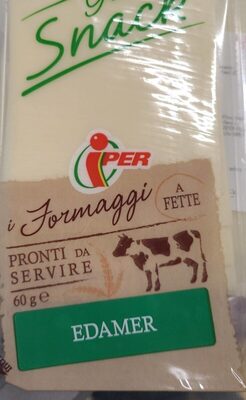 Snack
IPER
i Formaggi
A
FETTE
PRONTI DA
SERVIRE
60 g e
EDAMER